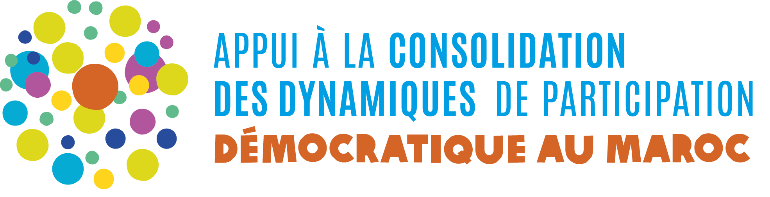 APPUI À LA CONSOLIDATION
DES DYNAMIQUES DE PARTICIPATION
DÉMOCRATIQUE AU MAROC